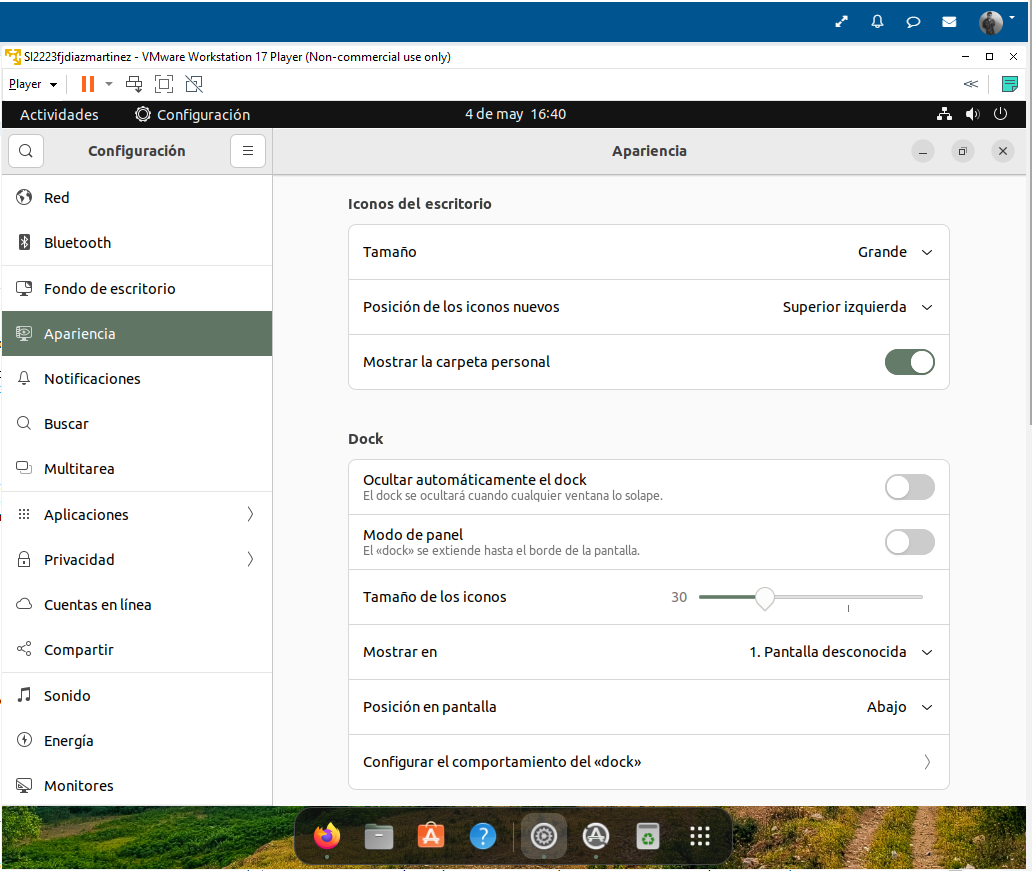 SI2223fjdiazmartinez - VMware Workstation 17 Player (Non-commercial use only)
Player
Actividades
Configuración
4 de may 16:40
Configuración
Apariencia
Red
Bluetooth
Fondo de escritorio
Apariencia
Notificaciones
Buscar
Multitarea
Aplicaciones
Privacidad
Cuentas en línea
Compartir
Sonido
Energía
Monitores
Iconos del escritorio
Tamaño Grande
Posición de los iconos nuevos Superior izquierda
Mostrar la carpeta personal
Dock
Ocultar automáticamente el dock
El dock se ocultará cuando cualquier ventana lo solape.
Modo de panel
El «dock» se extiende hasta el borde de la pantalla.
Tamaño de los iconos 30
Mostrar en 1. Pantalla desconocida
Posición en pantalla Abajo
Configurar el comportamiento del «dock»